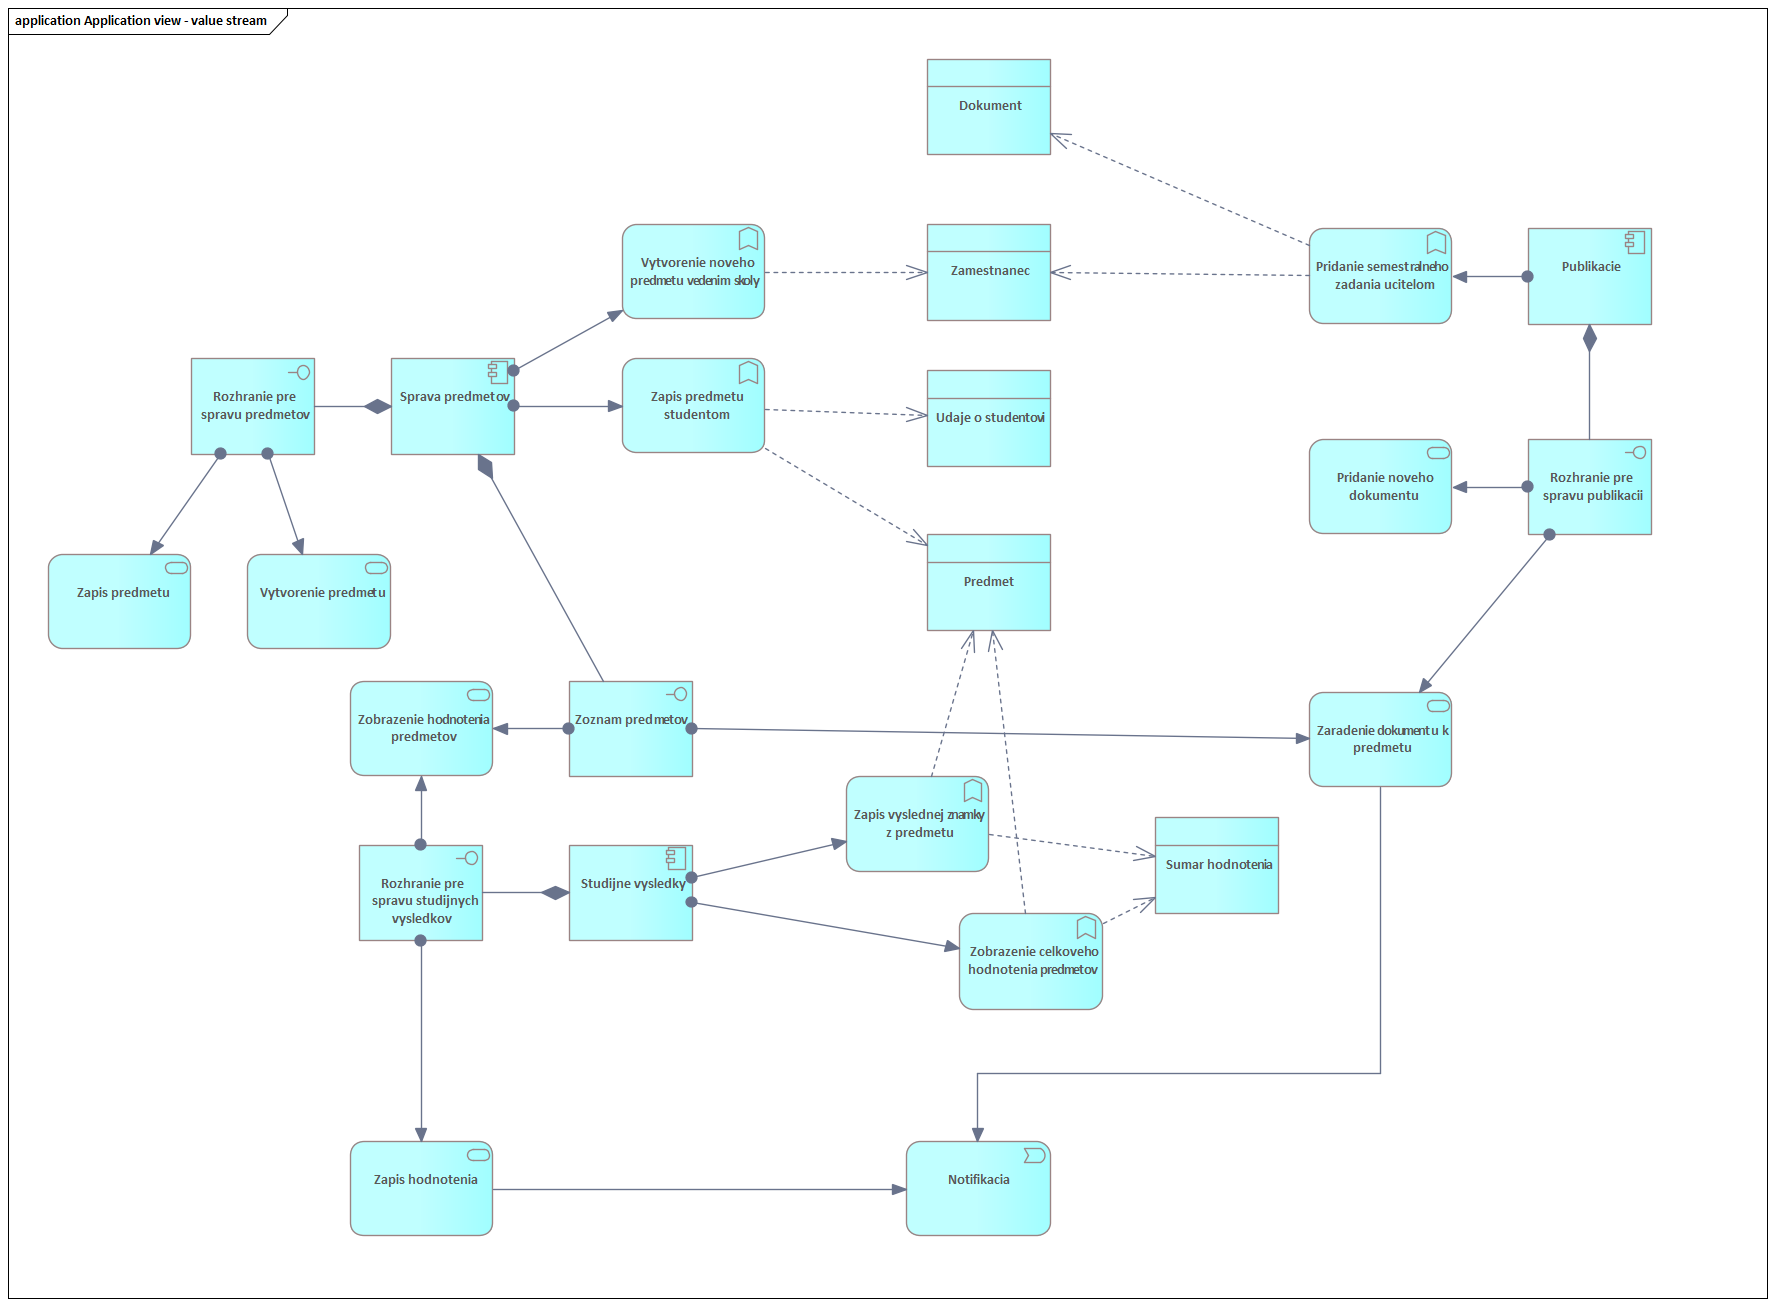 application Application view - value stream
Dokument
Vytvorenie noveho
predmetu vedenim skoly
Zamestnanec
Pridanie semestralneho
zadania ucitelom
Publikacie
Rozhranie pre
spravu predmetov
Sprava predmetov
Zapis predmetu
studentom
Udaje o studentovi
Pridanie noveho
dokumentu
Rozhranie pre
spravu publikacii
Zapis predmetu
Vytvorenie predmetu
Predmet
Zobrazenie hodnotenia
predmetov
Zoznam predmetov
Zaradenie dokumentu k
predmetu
Zapis vyslednej znamky
z predmetu
Sumar hodnotenia
Rozhranie pre
spravu studijnych
vysledkov
Studijne vysledky
Zobrazenie celkoveho
hodnotenia predmetov
Zapis hodnotenia
Notifikacia